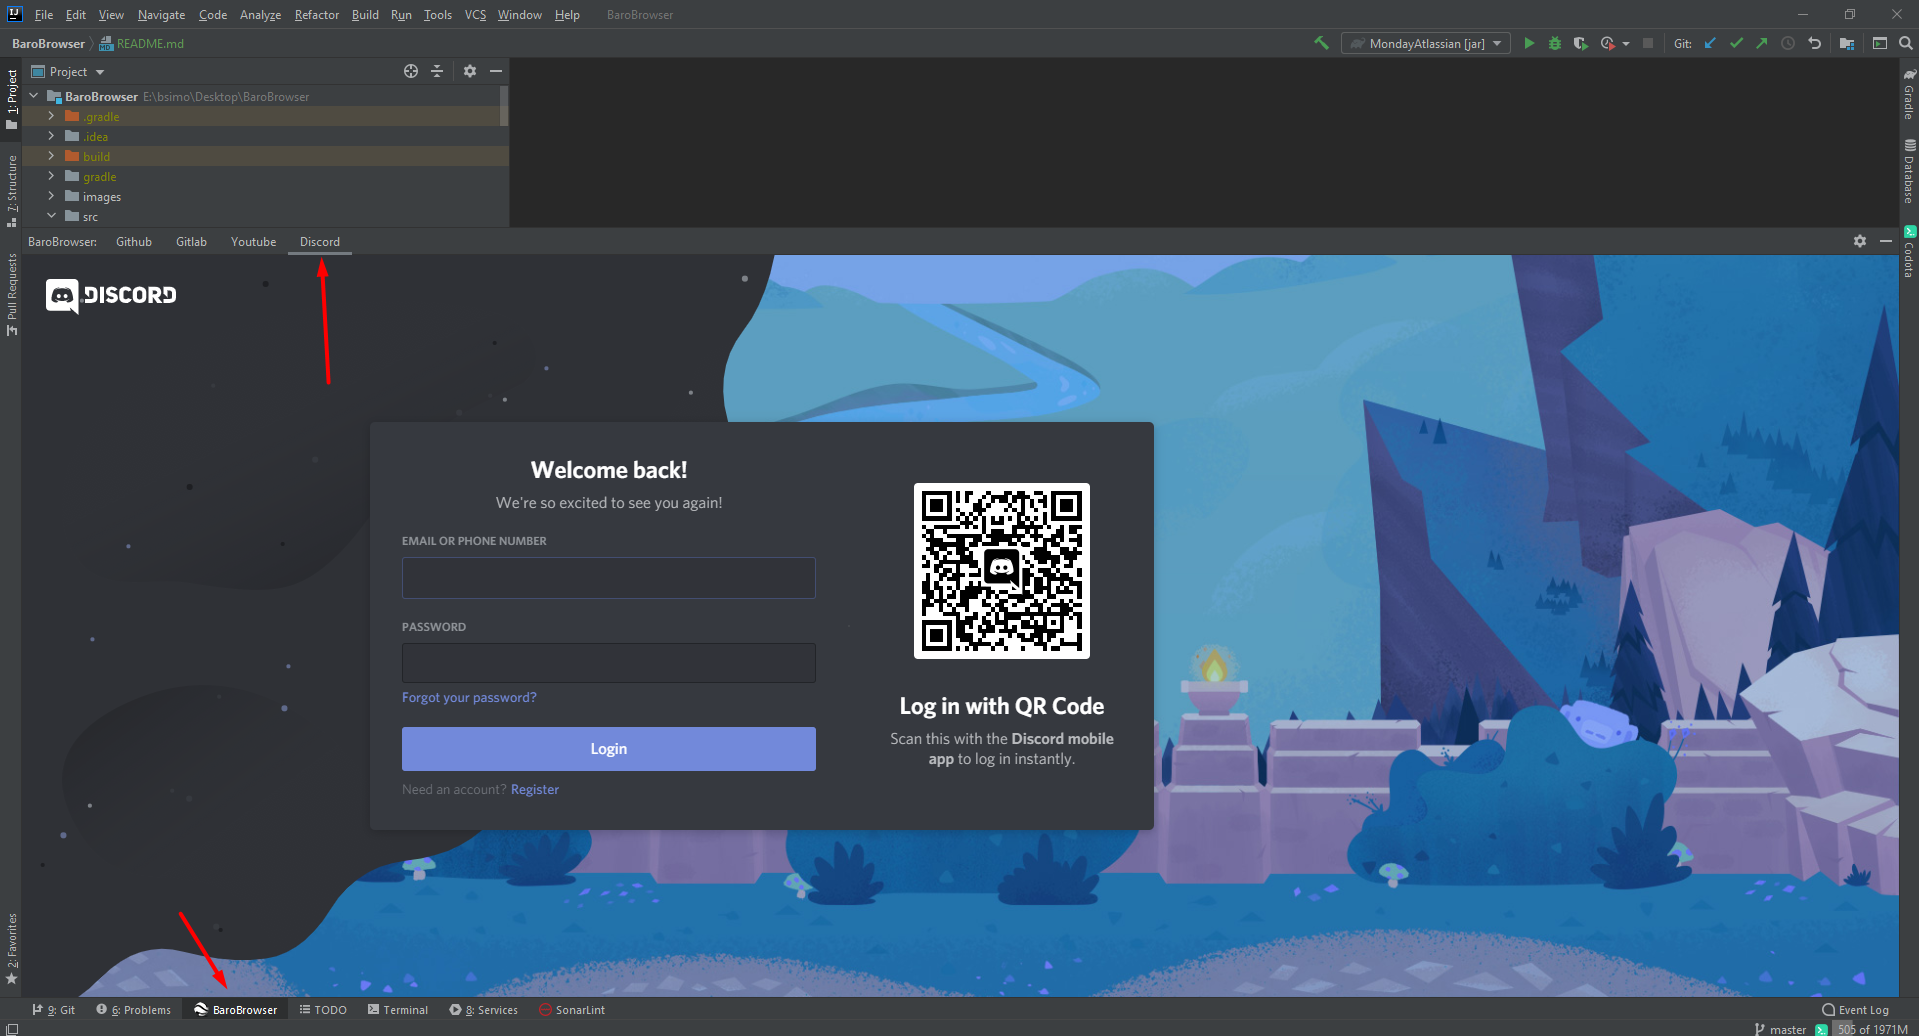 IJ File Edit View Navigate Code Analyze Refactor Build Run Tools VCS Window Help BaroBrowser
BaroBrowser README.md MondayAtlassian [jar] Git:
Project
BaroBrowser E:\bsimo\Desktop\BaroBrowser
.gradle
.idea
build
gradle
images
src
1: Project
7: Structure
Pull Requests
2: Favorites
Gradle
Database
Codota
BaroBrowser: Github Gitlab Youtube Discord
DISCORD
Welcome back!
We're so excited to see you again!
EMAIL OR PHONE NUMBER
PASSWORD
Forgot your password?
Login
Need an account? Register
Log in with QR Code
Scan this with the Discord mobile
app to log in instantly.
9: Git 6: Problems BaroBrowser TODO Terminal 8: Services SonarLint Event Log
master 505 of 1971M